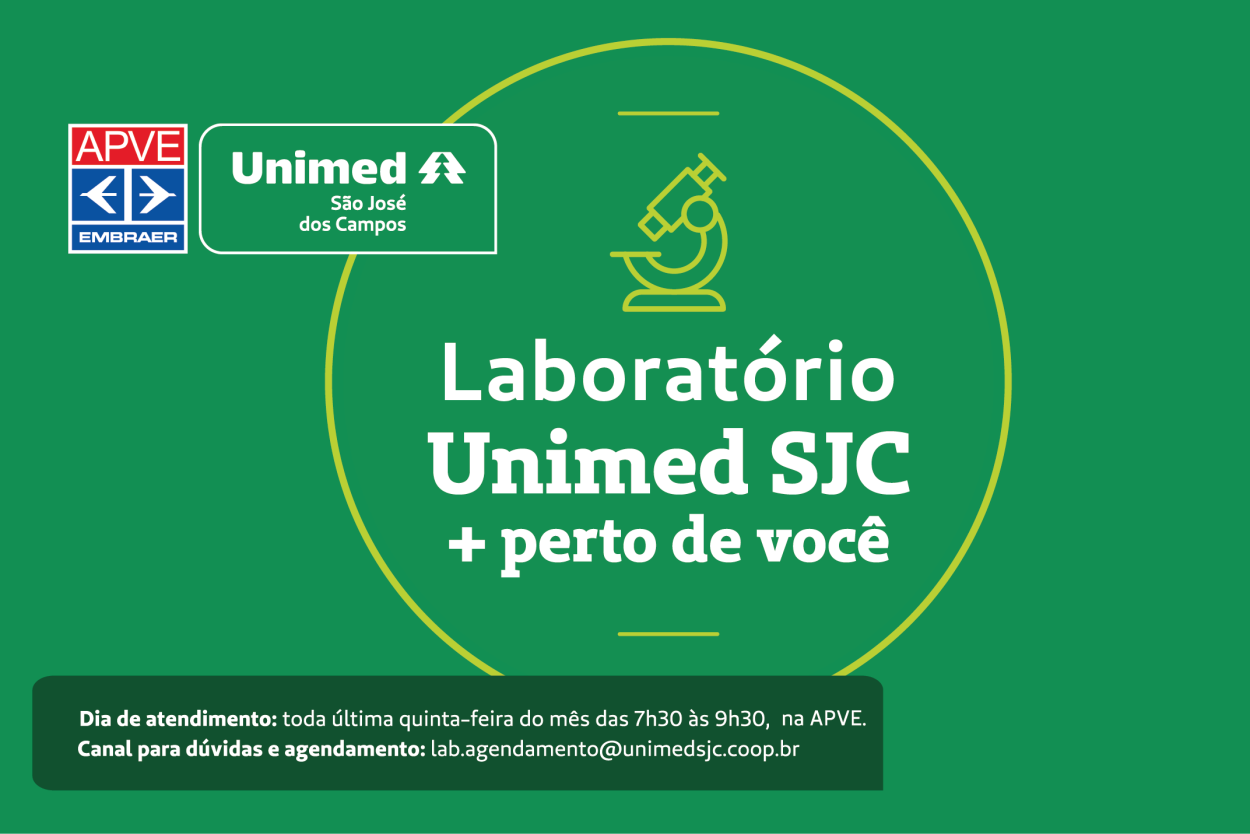 APVE
EMBRAER
Unimed
São José
dos Campos
Laboratório
Unimed SJC
+ perto de você
Dia de atendimento: toda última quinta-feira do mês das 7h30 às 9h30, na APVE.
Canal para dúvidas e agendamento: lab.agendamento@unimedsjc.coop.br